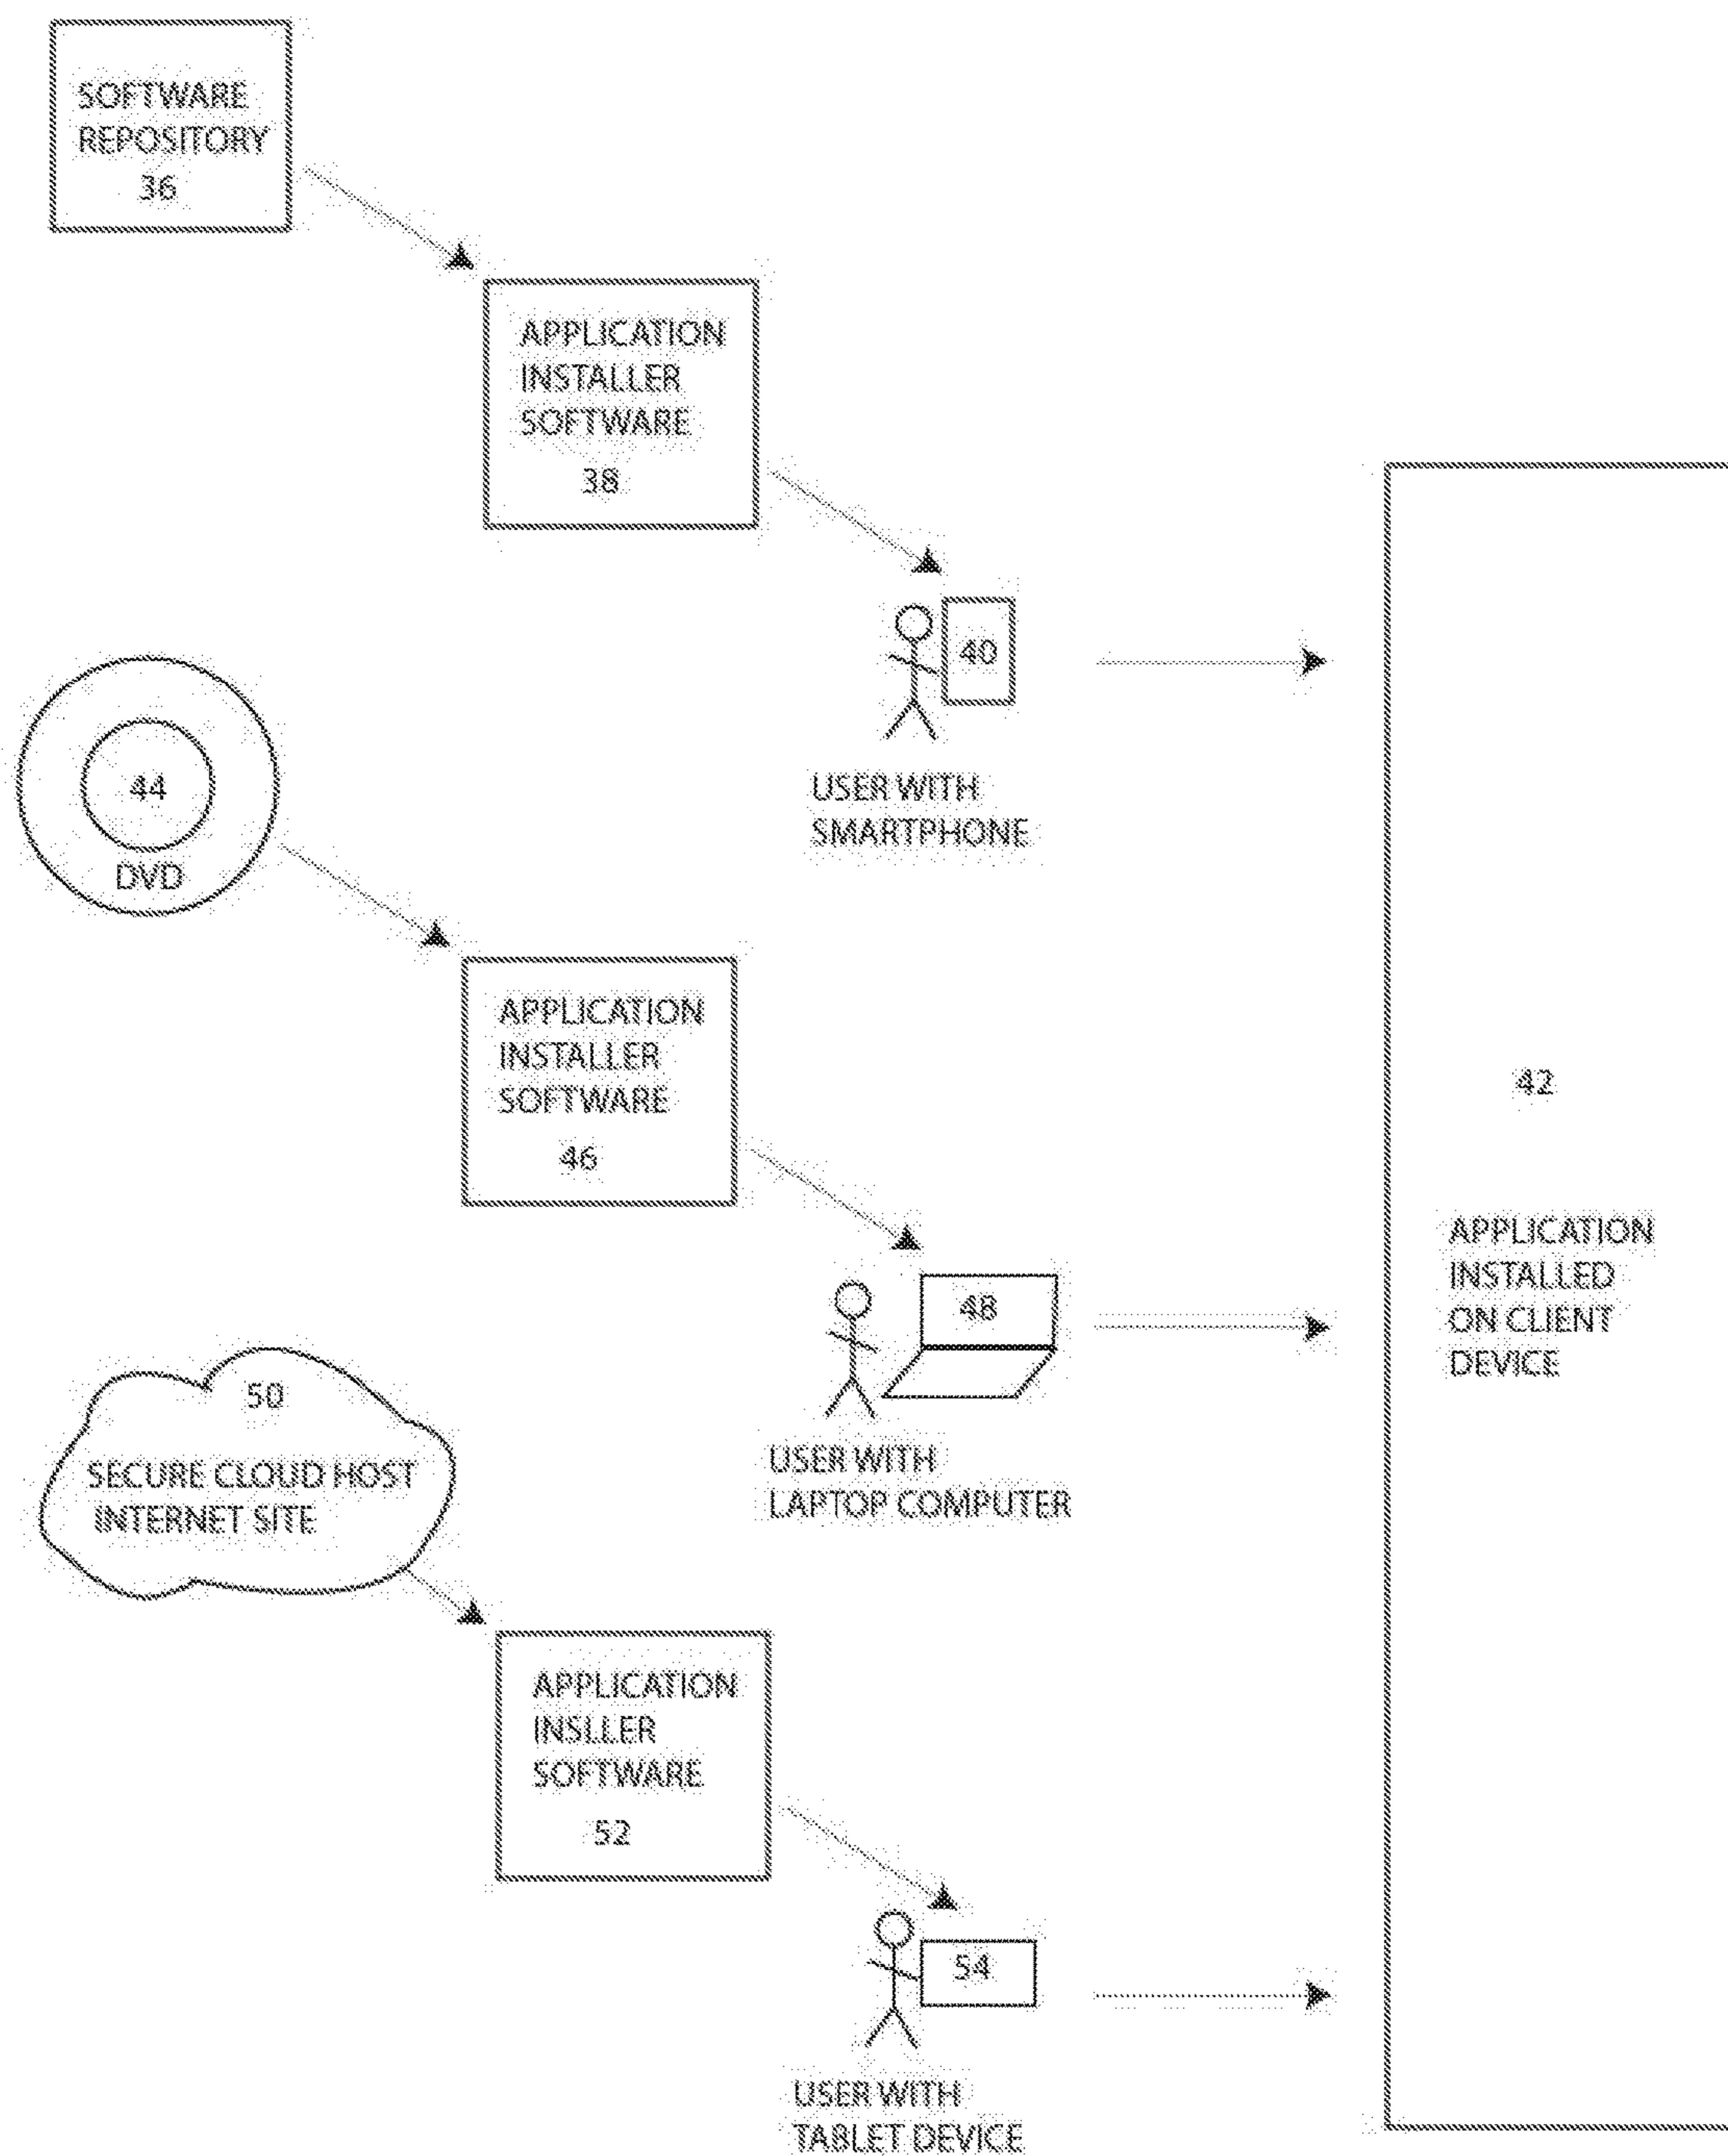 SOFTWARE
REPOSITORY
36
APPLICATION
INSTALLER
SOFTWARE
38
40
USER WITH
SMARTPHONE
44
DVD
APPLICATION
INSTALLER
SOFTWARE
46
48
USER WITH
LAPTOP COMPUTER
50
SECURE CLOUD HOST
INTERNET SITE
APPLICATION
INSLLER
SOFTWARE
52
54
USER WITH
TABLET DEVICE
42
APPLICATION
INSTALLED
ON CLIENT
DEVICE